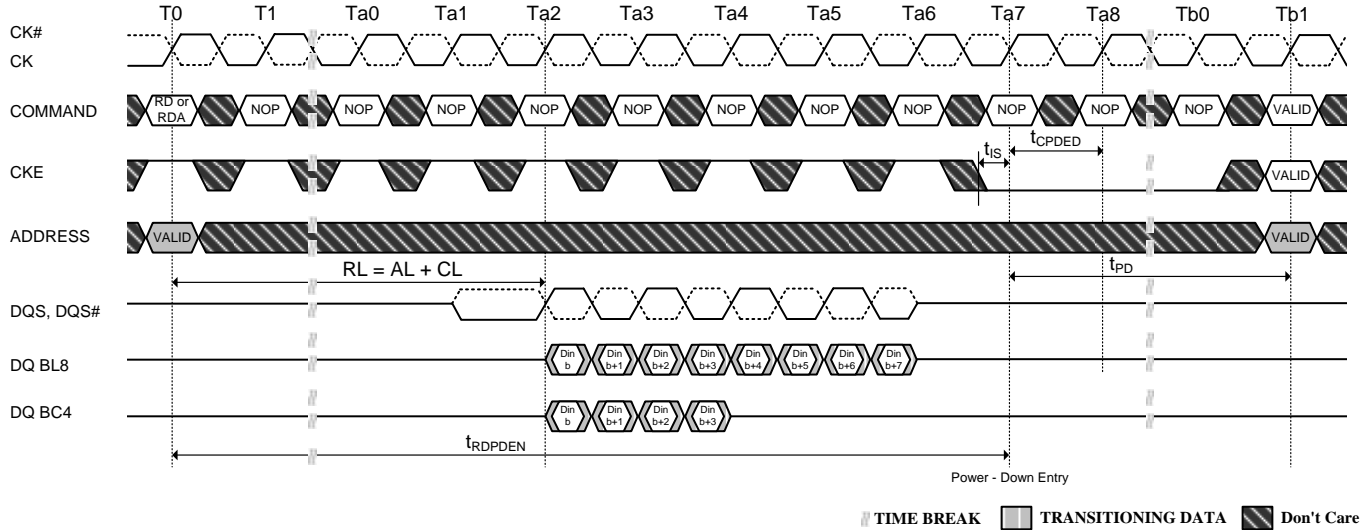 T0 T1 Ta0 Ta1 Ta2 Ta3 Ta4 Ta5 Ta6 Ta7 Ta8 Tb0 Tb1
CK#
CK
COMMAND
RD or
RDA
NOP NOP NOP NOP NOP NOP NOP NOP NOP NOP NOP VALID
tIS
tCPDED
CKE
VALID
ADDRESS
VALID
VALID
RL = AL + CL
tPD
DQS, DQS#
DQ BL8
Din
b
Din
b+1
Din
b+2
Din
b+3
Din
b+4
Din
b+5
Din
b+6
Din
b+7
DQ BC4
Din
b
Din
b+1
Din
b+2
Din
b+3
tRDPDEN
Power - Down Entry
TIME BREAK
TRANSITIONING DATA
Don't Care